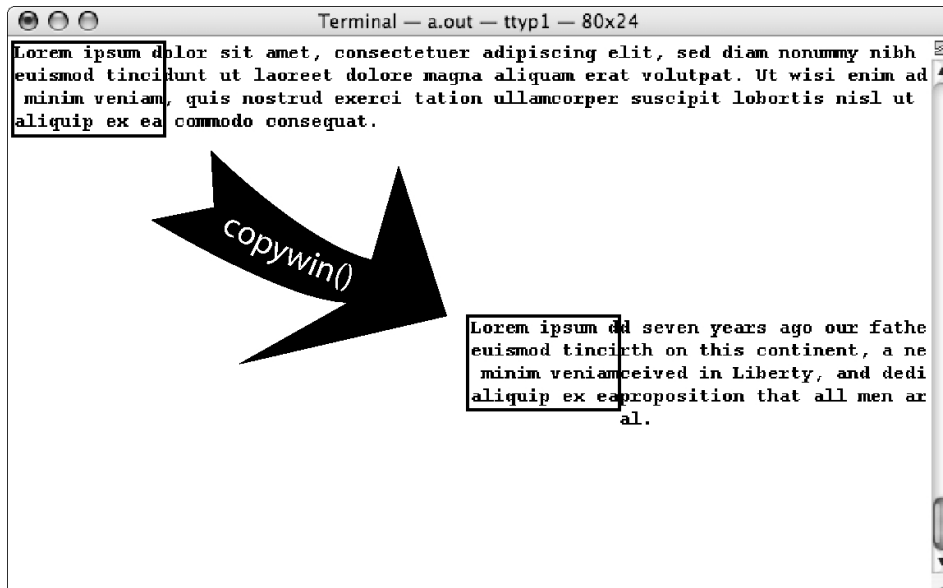 Terminal — a.out — ttyp1 — 80x24
Lorem ipsum dolor sit amet, consectetuer adipiscing elit, sed diam nonummy nibh
euismod tincidunt ut laoreet dolore magna aliquam erat volutpat. Ut wisi enim ad
minim veniam, quis nostrud exerci tation ullamcorper suscipit lobortis nisl ut
aliquip ex ea commodo consequat.
copywin()
Lorem ipsum dd seven years ago our fathe
euismod tincirth on this continent, a ne
minim veniamceived in Liberty, and dedi
aliquip ex eaproposition that all men ar
al.